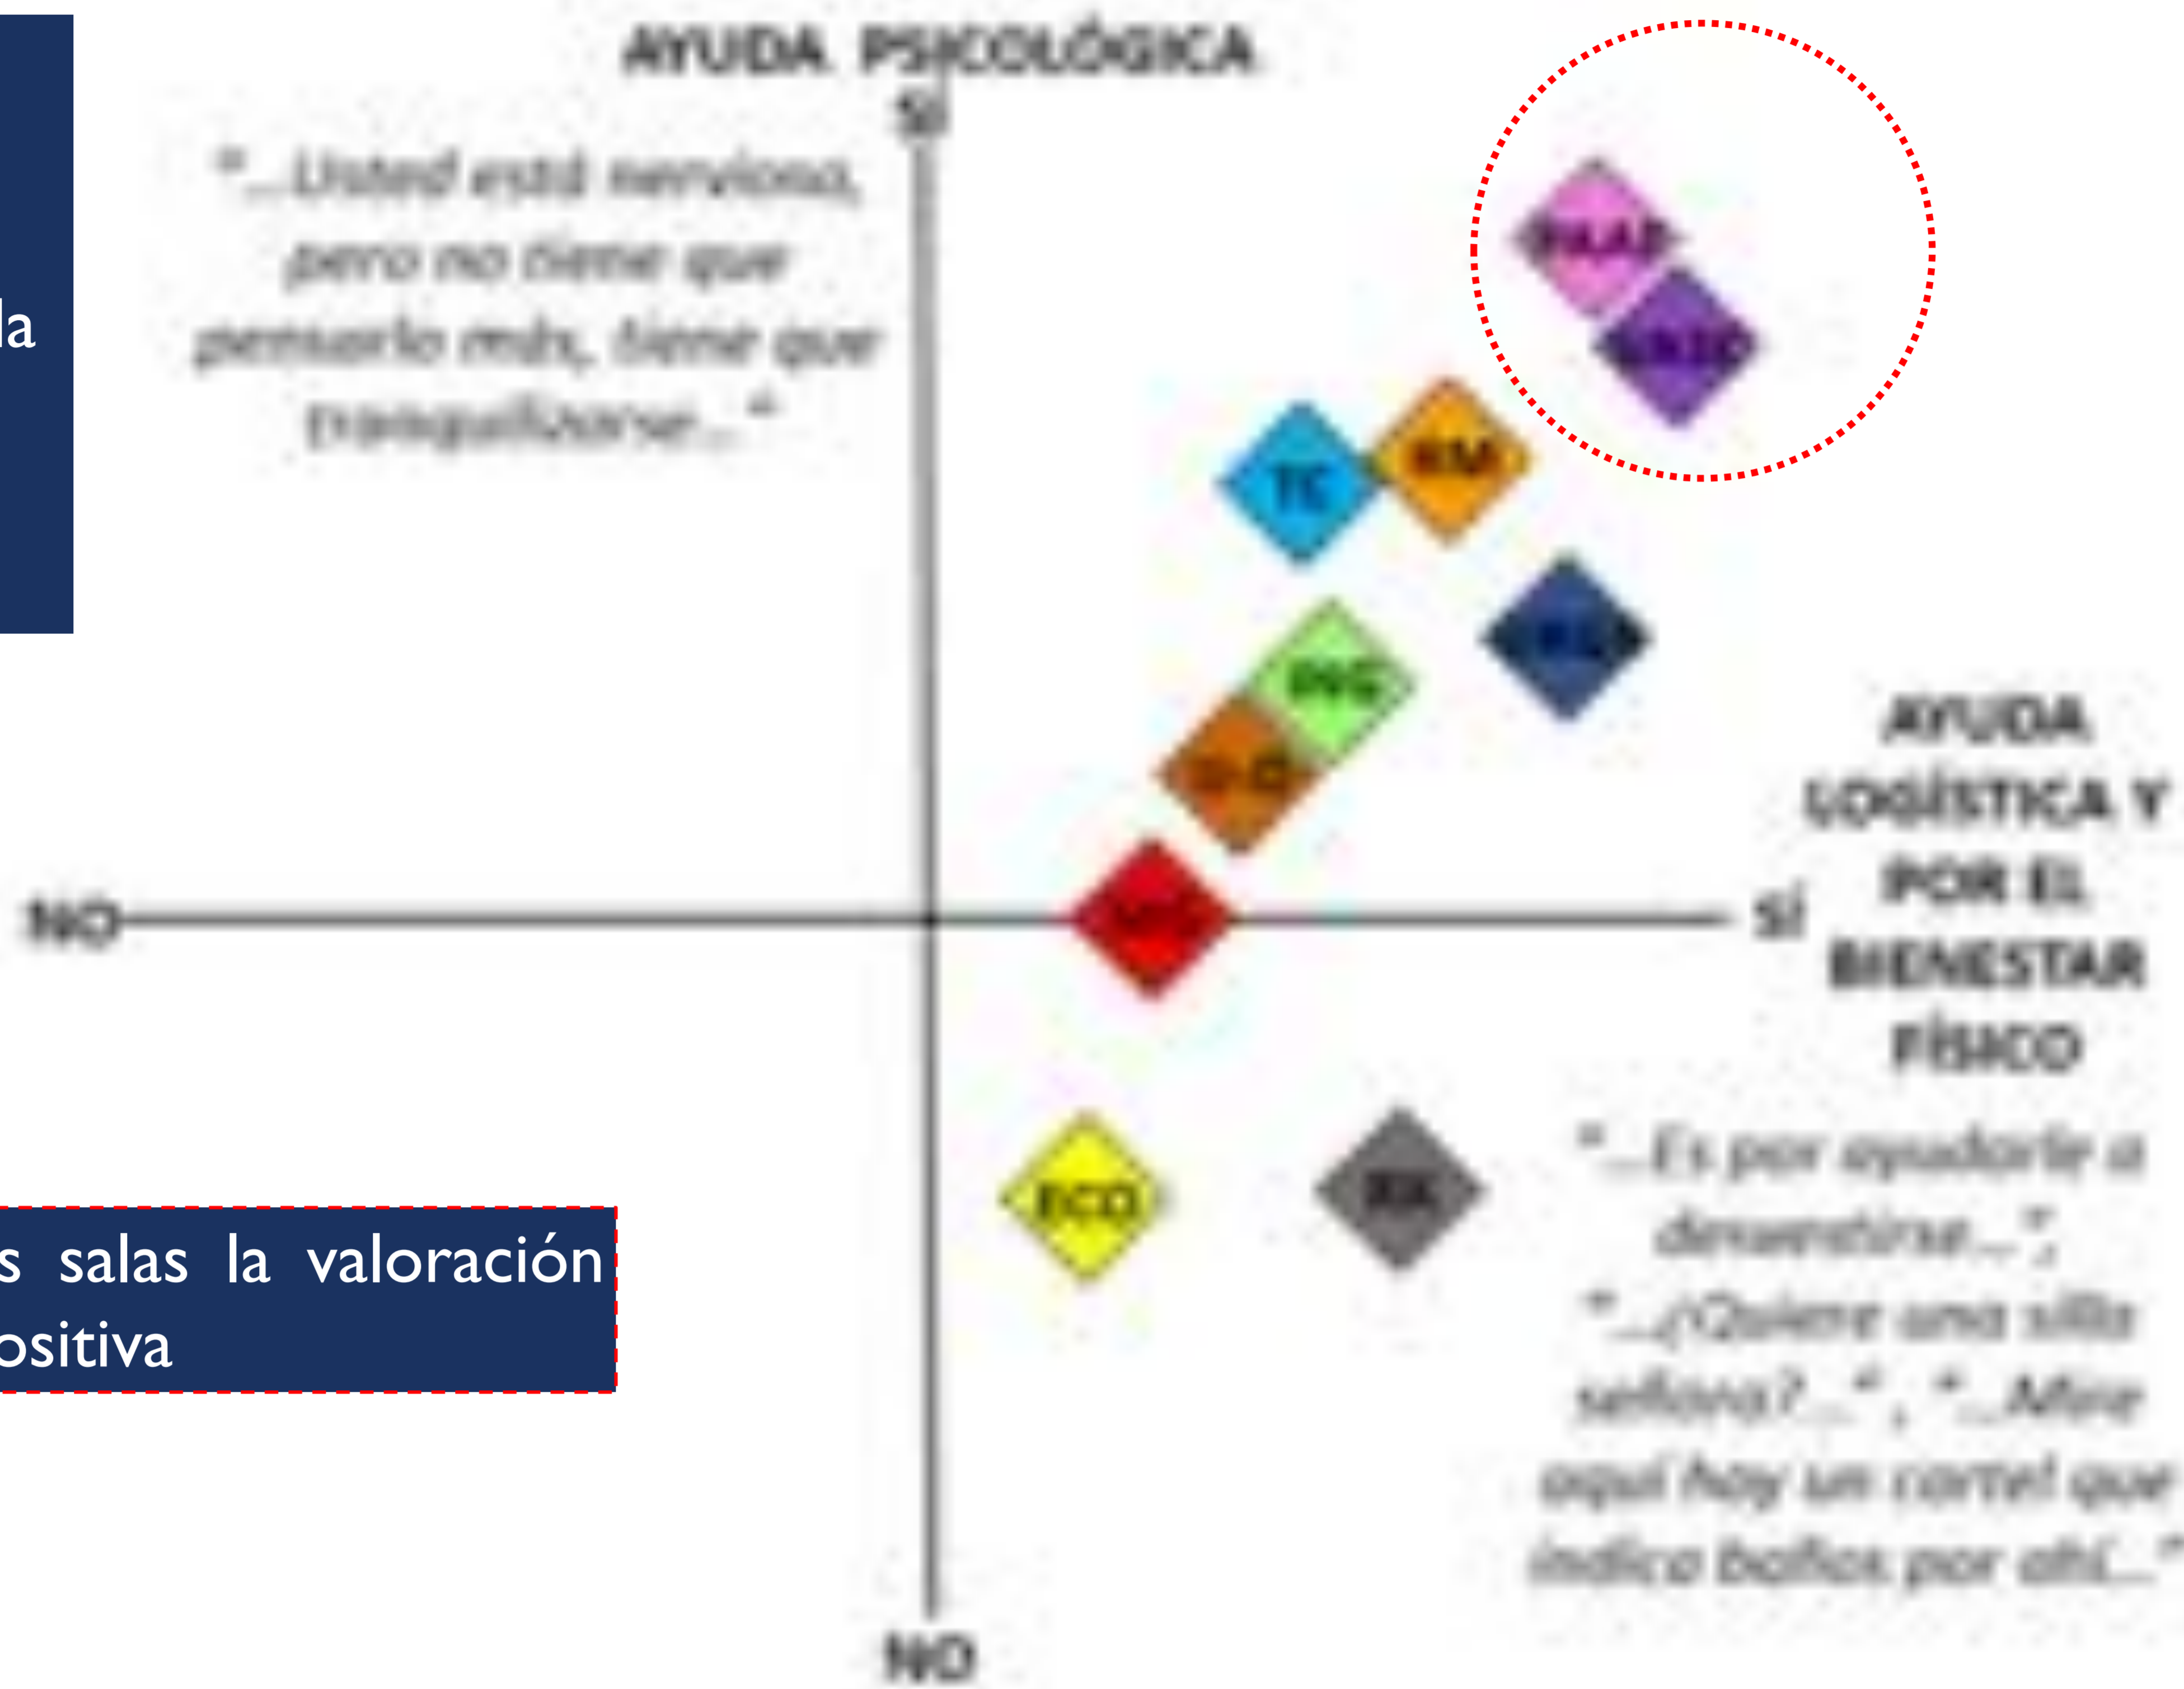 AYUDA PSICOLÓGICA
SÍ
"...Usted está nervioso,
pero no tiene que
pensarlo más, tiene que
tranquilizarse..."
la
TC
RM
AYUDA
LOGÍSTICA Y
POR EL
BIENESTAR
FÍSICO
NO
SÍ
ECO
"...Es por ayudarle a
desvestirse...",
"...¿Quiere una silla
señora?...", "...Mire
aquí hay un cartel que
indica baños por ahí..."
s salas la valoración
ositiva
NO